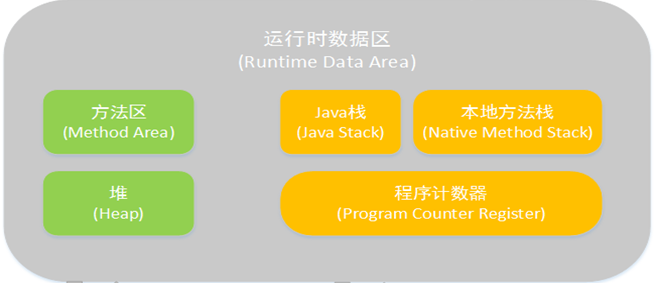 运行时数据区
(Runtime Data Area)
方法区
(Method Area)
Java栈
(Java Stack)
本地方法栈
(Native Method Stack)
堆
(Heap)
程序计数器
(Program Counter Register)